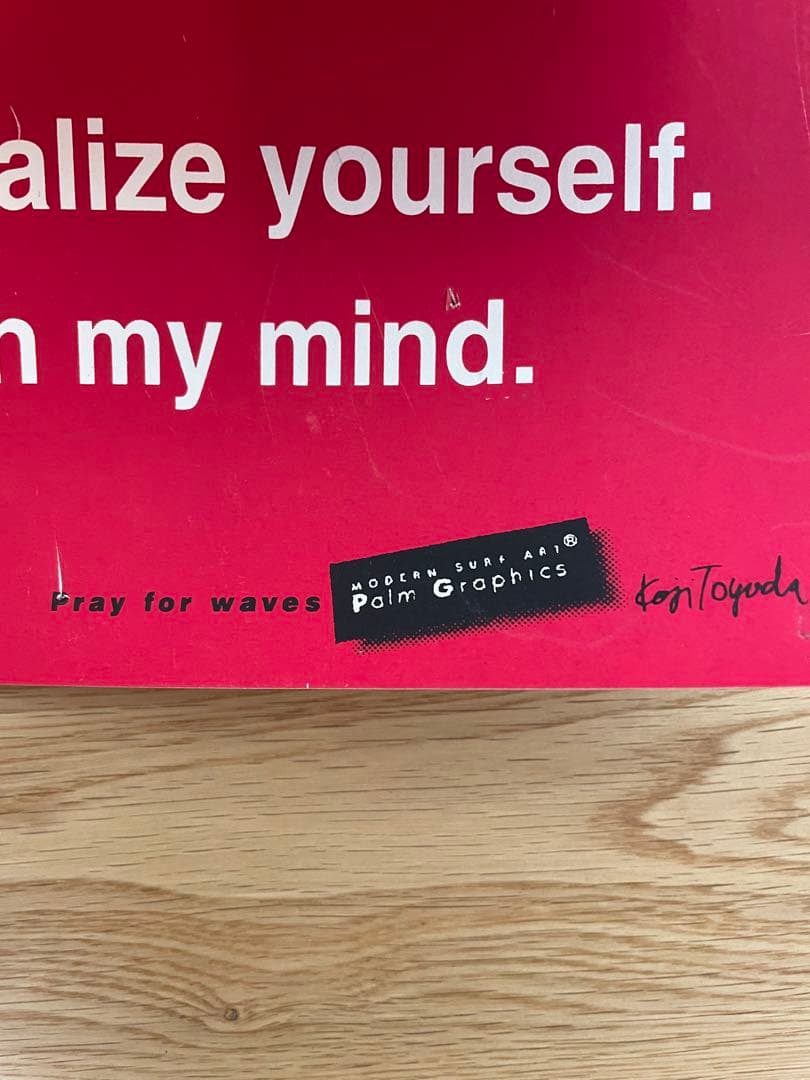 alize yourself.
n my mind.
Pray for waves
MODERN SURF ART®
Palm Graphics
Koji Toyoda